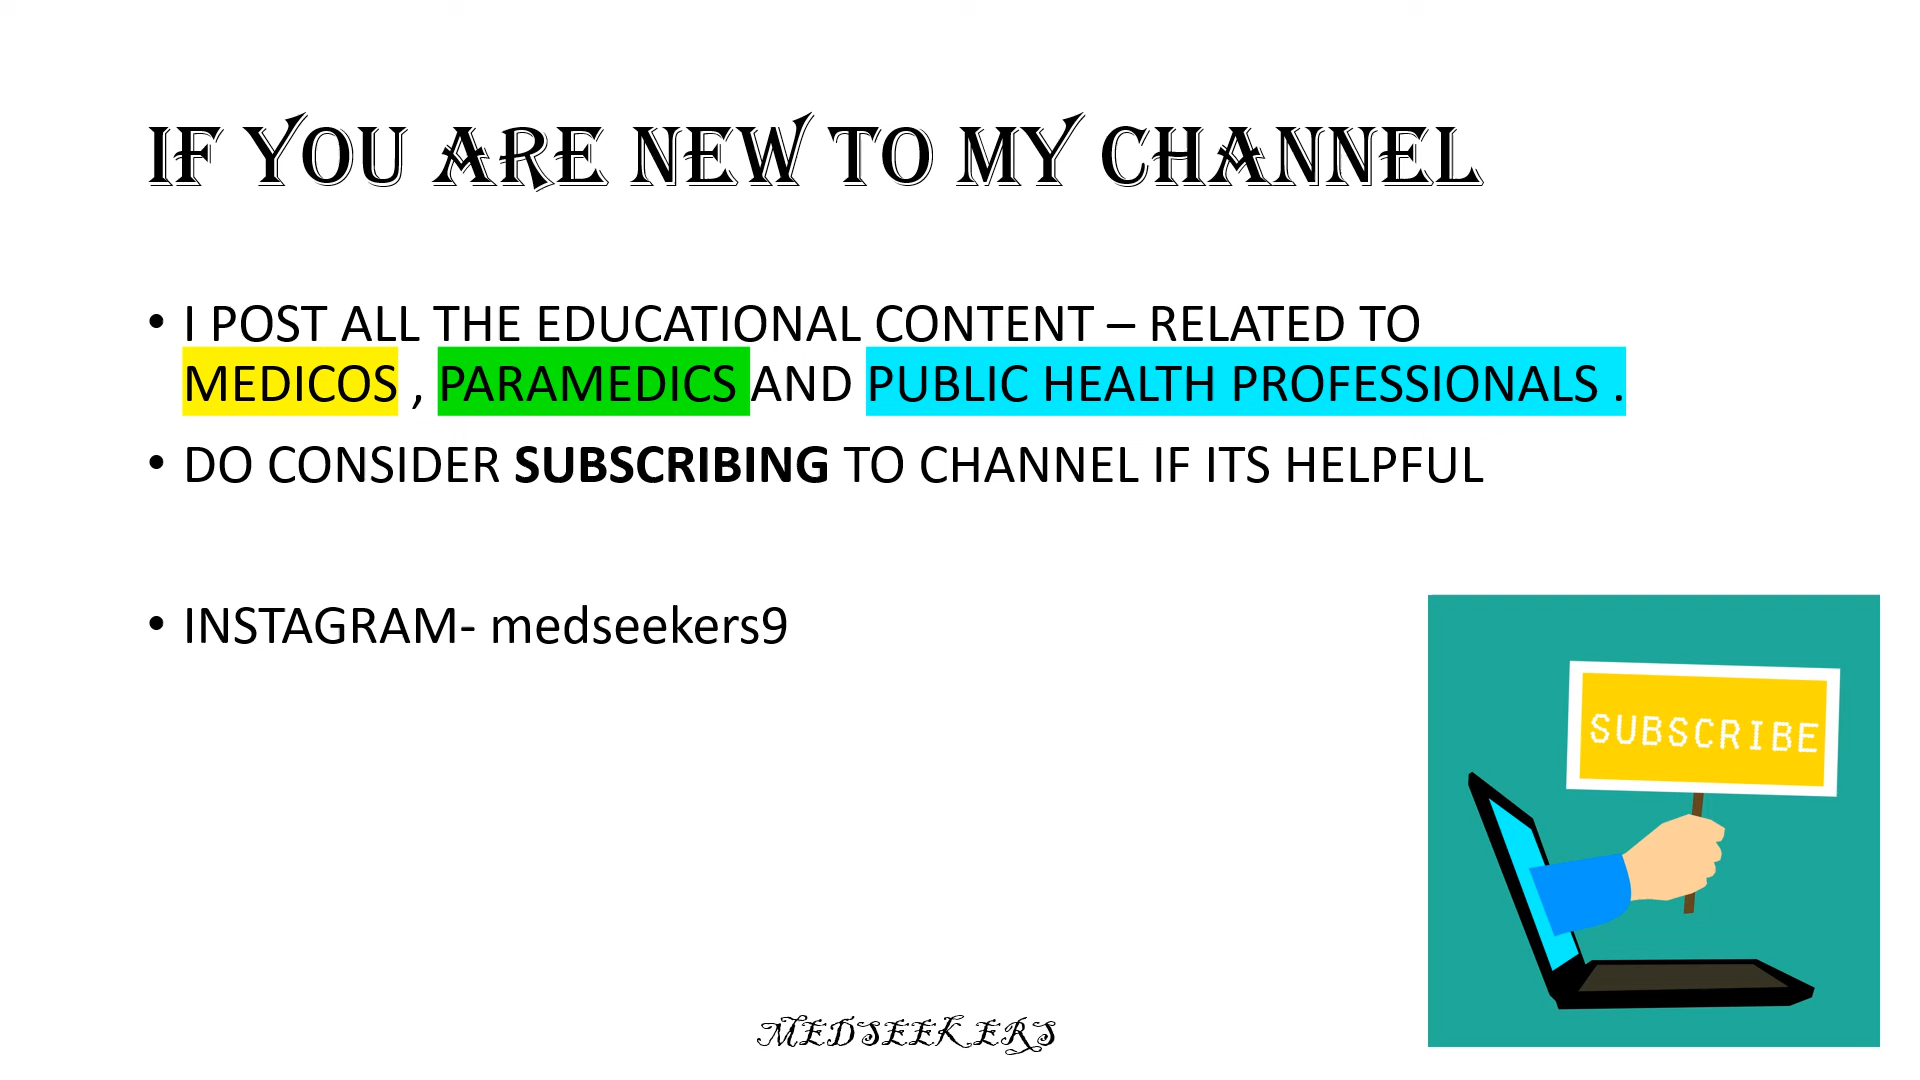 IF YOU ARE NEW TO MY CHANNEL
• I POST ALL THE EDUCATIONAL CONTENT – RELATED TO
MEDICOS , PARAMEDICS AND PUBLIC HEALTH PROFESSIONALS .
• DO CONSIDER SUBSCRIBING TO CHANNEL IF ITS HELPFUL
• INSTAGRAM- medseekers9
SUBSCRIBE
MEDSEEKERS